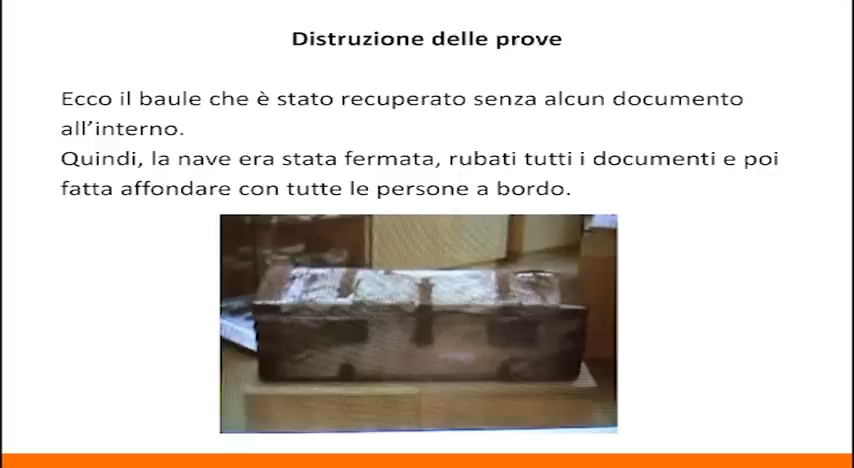 Distruzione delle prove
Ecco il baule che è stato recuperato senza alcun documento
all’interno.
Quindi, la nave era stata fermata, rubati tutti i documenti e poi
fatta affondare con tutte le persone a bordo.